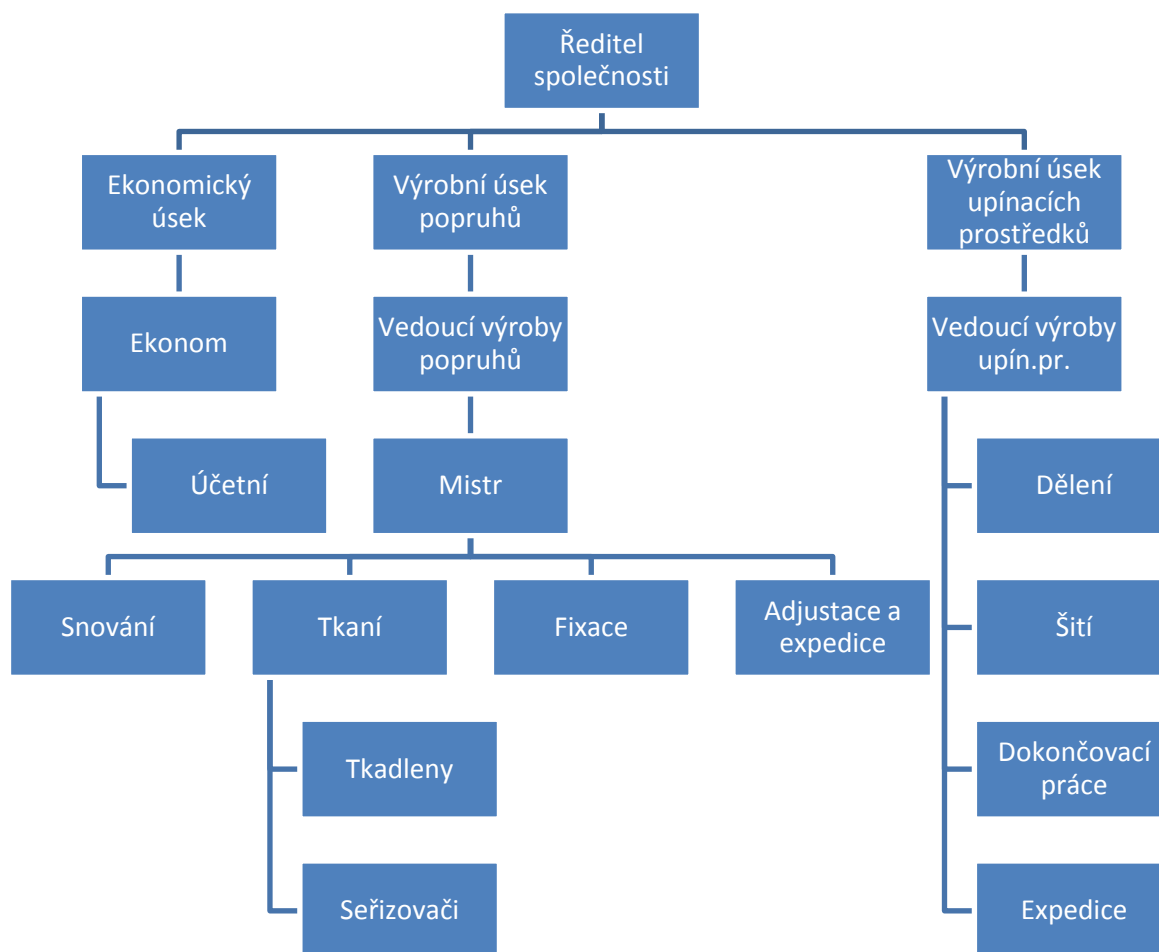 Ředitel
společnosti
Ekonomický
úsek
Výrobní úsek
popruhů
Výrobní úsek
upínacích
prostředků
Ekonom
Vedoucí výroby
popruhů
Vedoucí výroby
upín.pr.
Účetní
Mistr
Dělení
Snování
Tkaní
Fixace
Adjustace a
expedice
Šití
Tkadleny
Dokončovací
práce
Seřizovači
Expedice